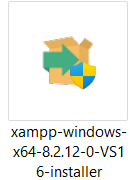 xampp-windows-
x64-8.2.12-0-VS1
6-installer